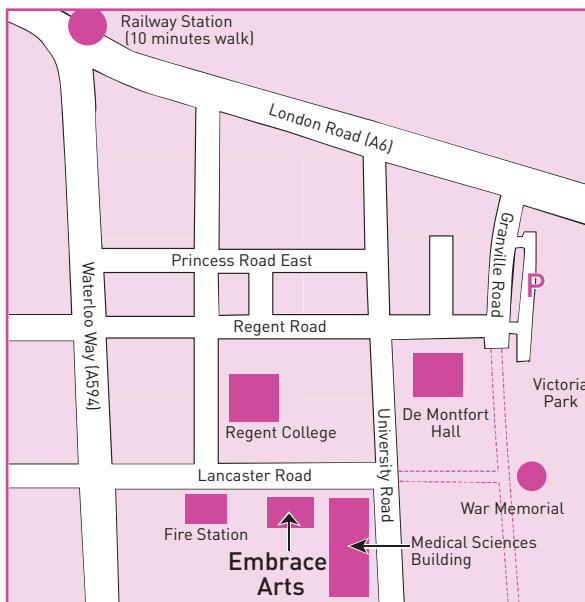 Railway Station
(10 minutes walk)
London Road (A6)
Granville Road
Princess Road East
P
Waterloo Way (A594)
Regent Road
Victoria
Park
De Montfort
Hall
Regent College
University Road
Lancaster Road
War Memorial
Fire Station
Medical Sciences
Building
Embrace
Arts